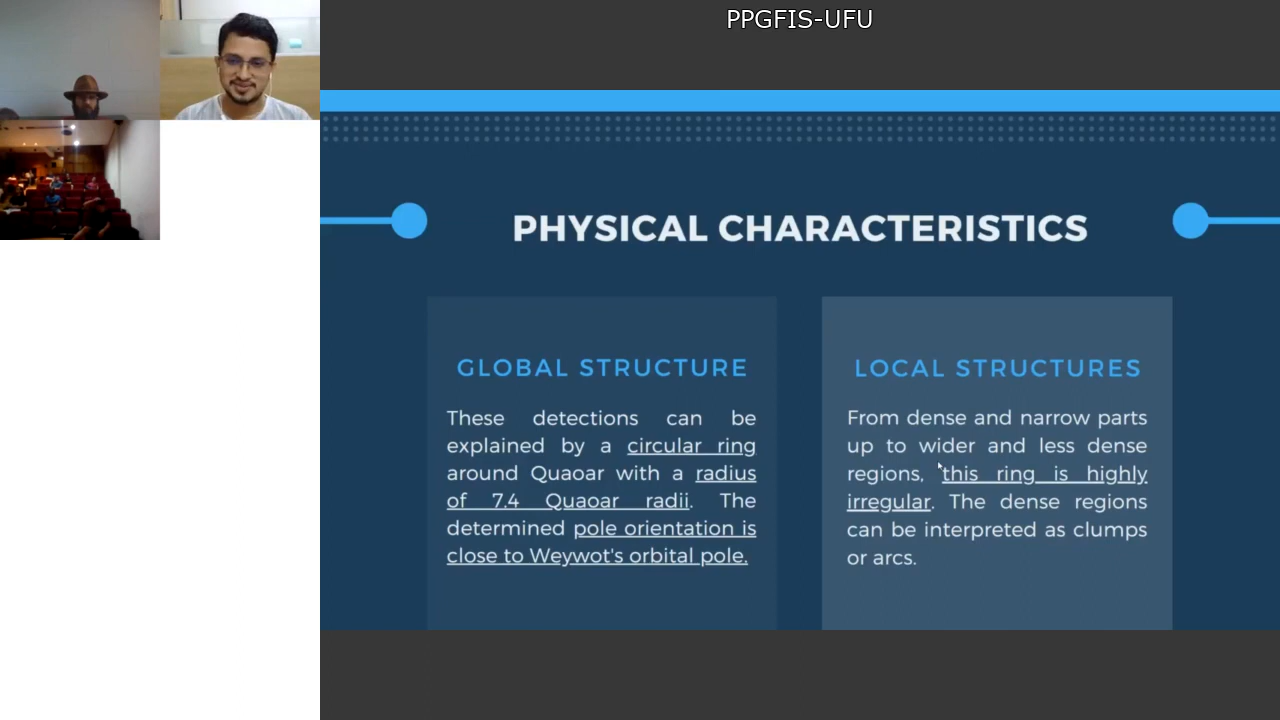 PPGFIS-UFU
PHYSICAL CHARACTERISTICS
GLOBAL STRUCTURE
These detections can be
explained by a circular ring
around Quaoar with a radius
of 7.4 Quaoar radii. The
determined pole orientation is
close to Weywot's orbital pole.
LOCAL STRUCTURES
From dense and narrow parts
up to wider and less dense
regions, this ring is highly
irregular. The dense regions
can be interpreted as clumps
or arcs.